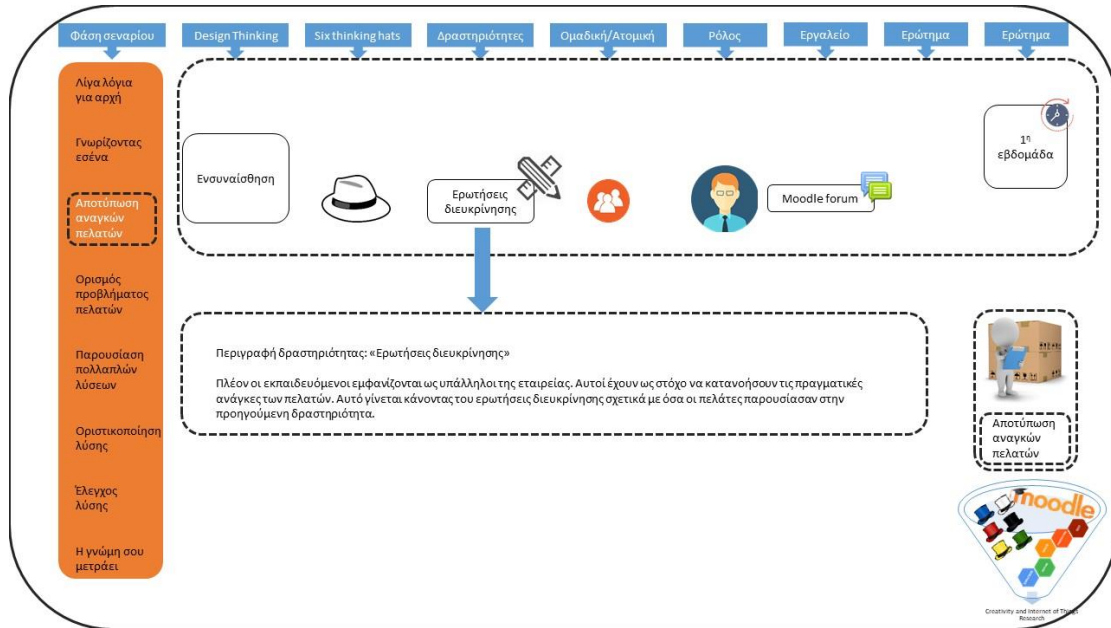 Φάση σεναρίου
Design Thinking
Six thinking hats
Δραστηριότητες
Ομαδική/Ατομική
Ρόλος
Εργαλείο
Ερώτημα
Ερώτημα
Λίγα λόγια
για αρχή
Γνωρίζοντας
εσένα
Αποτύπωση
αναγκών
πελατών
Ορισμός
προβλήματος
πελατών
Παρουσίαση
πολλαπλών
λύσεων
Οριστικοποίηση
λύσης
Έλεγχος
λύσης
Η γνώμη σου
μετράει
Ενσυναίσθηση
Ερωτήσεις
διευκρίνησης
Moodle forum
1η
εβδομάδα
Περιγραφή δραστηριότητας: «Ερωτήσεις διευκρίνησης»
Πλέον οι εκπαιδευόμενοι εμφανίζονται ως υπάλληλοι της εταιρείας. Αυτοί έχουν ως στόχο να κατανοήσουν τις πραγματικές
ανάγκες των πελατών. Αυτό γίνεται κάνοντας του ερωτήσεις διευκρίνησης σχετικά με όσα οι πελάτες παρουσίασαν στην
προηγούμενη δραστηριότητα.
Αποτύπωση
αναγκών
πελατών
moodle
Creativity and Internet of Things
Research